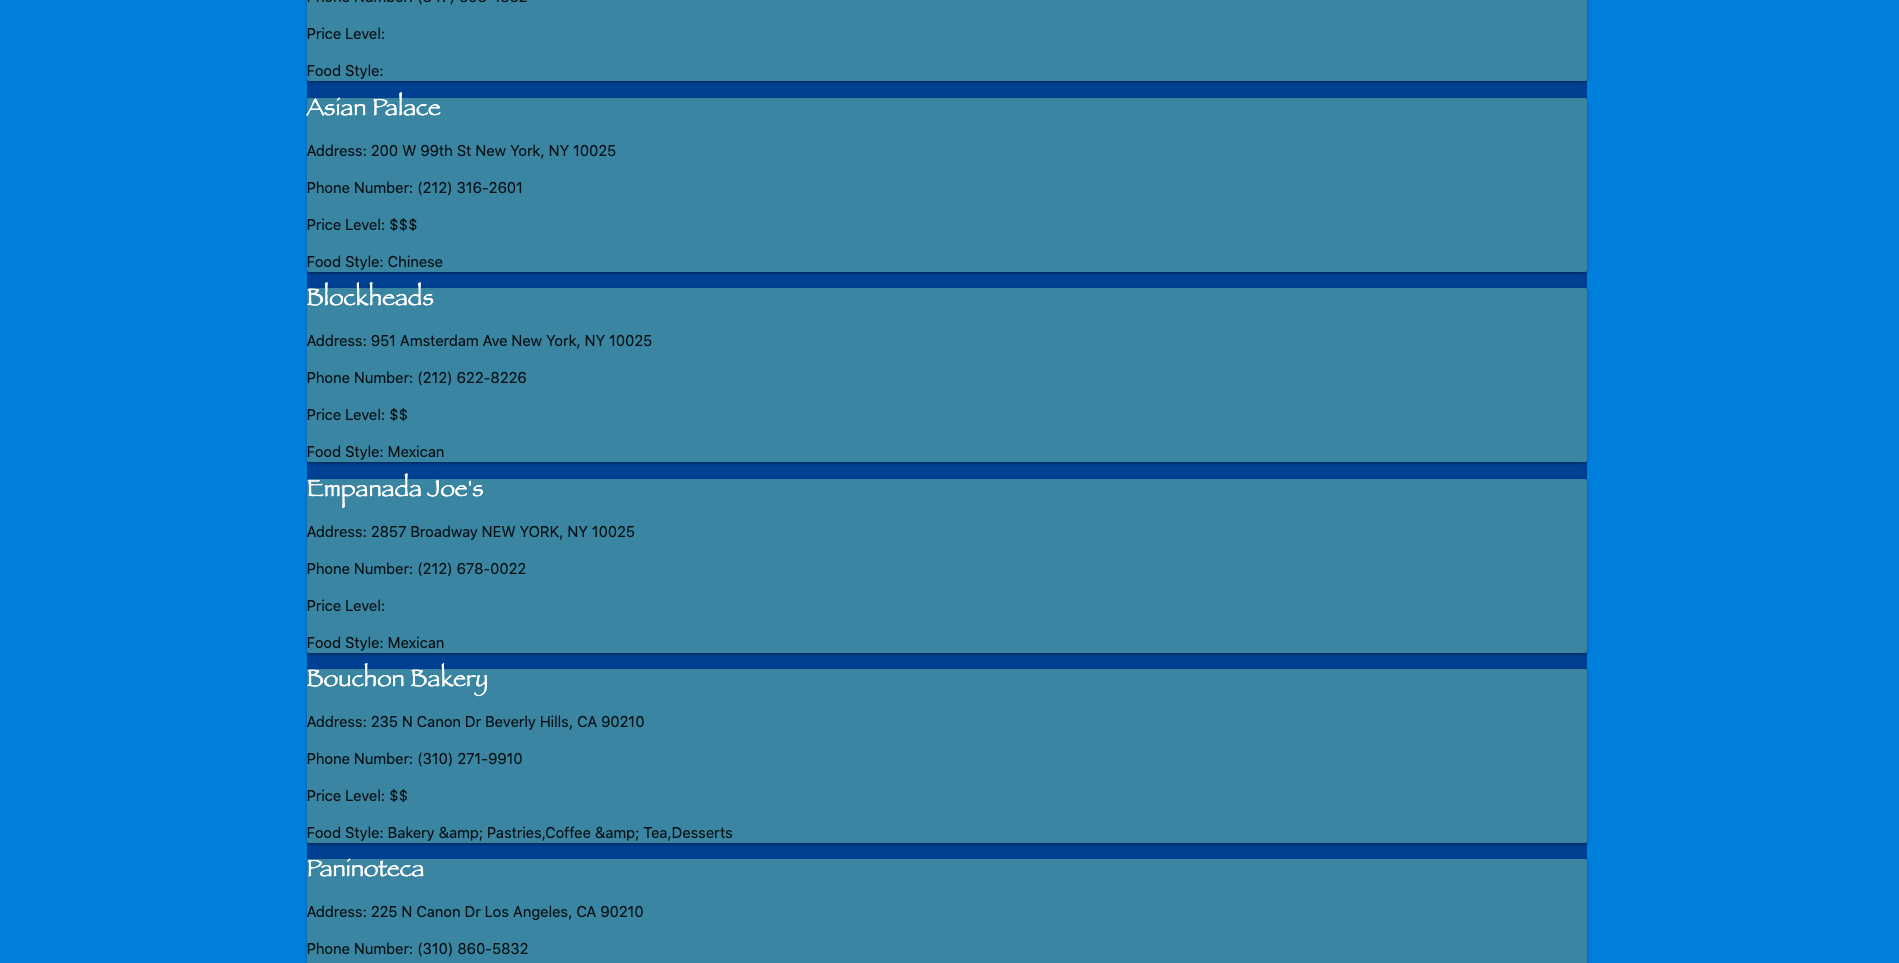 Price Level:
Food Style:
Asian Palace
Address: 200 W 99th St New York, NY 10025
Phone Number: (212) 316-2601
Price Level: $$$
Food Style: Chinese
Blockheads
Address: 951 Amsterdam Ave New York, NY 10025
Phone Number: (212) 622-8226
Price Level: $$
Food Style: Mexican
Empanada Joe's
Address: 2857 Broadway NEW YORK, NY 10025
Phone Number: (212) 678-0022
Price Level:
Food Style: Mexican
Bouchon Bakery
Address: 235 N Canon Dr Beverly Hills, CA 90210
Phone Number: (310) 271-9910
Price Level: $$
Food Style: Bakery &amp; Pastries,Coffee &amp; Tea,Desserts
Paninoteca
Address: 225 N Canon Dr Los Angeles, CA 90210
Phone Number: (310) 860-5832